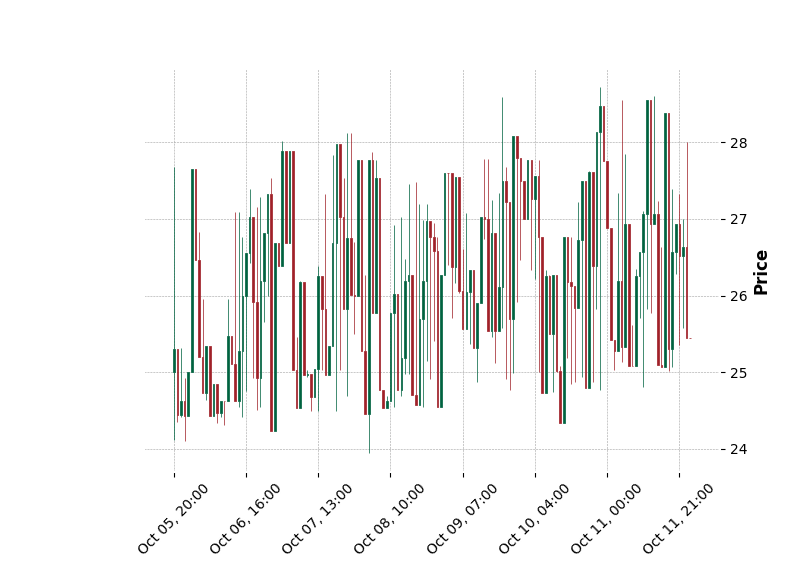 28
27
26
25
24
Price
Oct 05, 20:00
Oct 06, 16:00
Oct 07, 13:00
Oct 08, 10:00
Oct 09, 07:00
Oct 10, 04:00
Oct 11, 00:00
Oct 11, 21:00